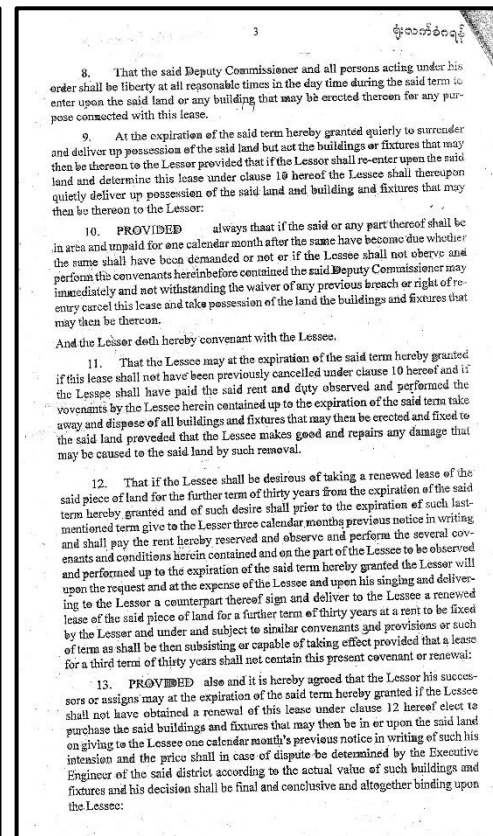 3
ရုံးသက်စံဂရန်
8. That the said Deputy Commissioner and all persons acting under his
order shall be liberty at all reasonable times in the day time during the said term to
enter upon the said land or any building that may be erected thereon for any pur-
pose connected with this lease.
9. At the expiration of the said term hereby granted quierly to surrender
and deliver up possession of the said land but act the buildings or fixtures that may
then be thereon to the Lessor provided that if the Lessor shall re-enter upon the said
land and determine this lease under clause 10 hereof the Lessee shall thereupon
quietly deliver up possession of the said land and building and fixtures that may
then be thereon to the Lessor:
10. PROVIDED always thaat if the said or any part thereof shall be
in area and unpaid for one calendar month after the same have become due whether
the same shall have been demanded or not or if the Lessee shall not oberve and
perform the convenants hereinbefore contained the said Deputy Commissioner may
immediately and not withstanding the waiver of any previous breach or right of re-
entry carcel this lease and take possession of the land the buildings and fixtures that
may then be thereon.
And the Lessor doth hereby convenant with the Lessee.
11. That the Lessee may at the expiration of the said term hereby granted
if this lease shall not have been previously cancelled under clause 10 hereof and if
the Lessee shall have paid the said rent and duty observed and performed the
vovenants by the Lessee herein contained up to the expiration of the said term take
away and dispose of all buildings and fixtures that may then be erected and fixed to
the said land proveded that the Lessee makes good and repairs any damage that
may be caused to the said land by such removal.
12. That if the Lessee shall be desirous of taking a renewed lease of the
said piece of land for the further term of thirty years from the expiration of the said
term hereby granted and of such desire shall prior to the expiration of such last-
mentioned term give to the Lesser three calendar months previous notice in writing
and shall pay the rent hereby reserved and observe and perform the several cov-
enants and conditions herein contained and on the part of the Lessee to be observed
and performed up to the expiration of the said term hereby granted the Lessor will
upon the request and at the expense of the Lessee and upon his singing and deliver-
ing to the Lessor a counterpart thereof sign and deliver to the Lessee a renewed
lease of the said piece of land for a further term of thirty years at a rent to be fixed
by the Lessor and under and subject to similar convenants and provisions or such
of term as shall be then subsisting or capable of taking effect provided that a lease
for a third term of thirty years shall not contain this present covenant or renewal:
13. PROVIDED also and it is hereby agreed that the Lessor his succes-
sors or assigns may at the expiration of the said term hereby granted if the Lessee
shall not have obtained a renewal of this lease under clause 12 hereof elect to
purchase the said buildings and fixtures that may then be in or upon the said land
on giving to the Lessee one calendar month's previous notice in writing of such his
intension and the price shall in case of dispute be determined by the Executive
Engineer of the said district according to the actual value of such buildings and
fixtures and his decision shall be final and conclusive and altogether binding upon
the Lessee: